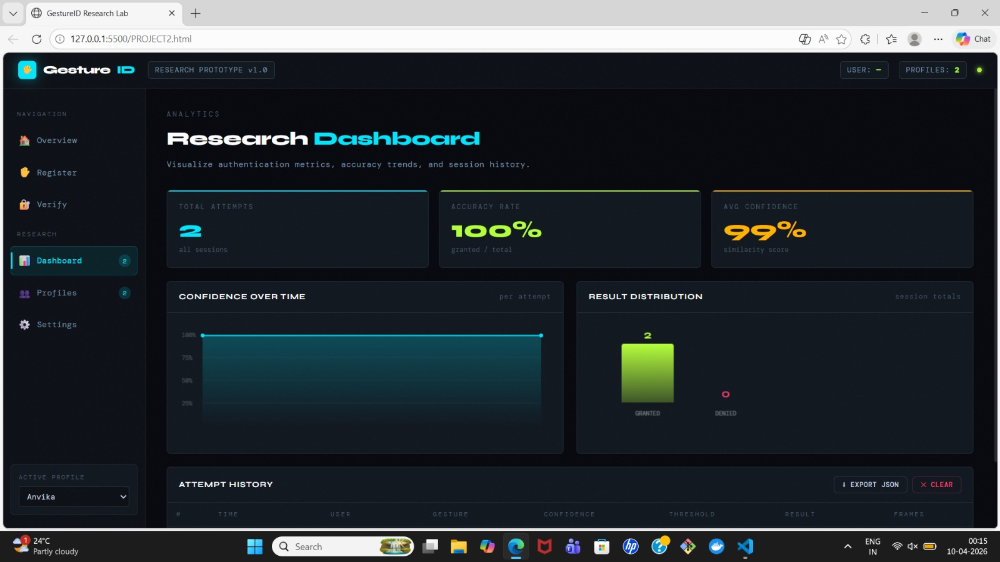 GestureID Research Lab
127.0.0.1:5500/PROJECT2.html
Chat
Gesture ID
RESEARCH PROTOTYPE v1.0
USER: —
PROFILES: 2
NAVIGATION
Overview
Register
Verify
RESEARCH
Dashboard 2
Profiles 2
Settings
ACTIVE PROFILE
Anvika
ANALYTICS
Research Dashboard
Visualize authentication metrics, accuracy trends, and session history.
TOTAL ATTEMPTS
2
all sessions
ACCURACY RATE
100%
granted / total
AVG CONFIDENCE
99%
similarity score
CONFIDENCE OVER TIME
per attempt
100%
75%
50%
25%
RESULT DISTRIBUTION
session totals
2
GRANTED
0
DENIED
ATTEMPT HISTORY
⬇ EXPORT JSON
✕ CLEAR
# TIME USER GESTURE CONFIDENCE THRESHOLD RESULT FRAMES
1
24°C
Partly cloudy
Search
hp
ENG
IN
00:15
10-04-2026